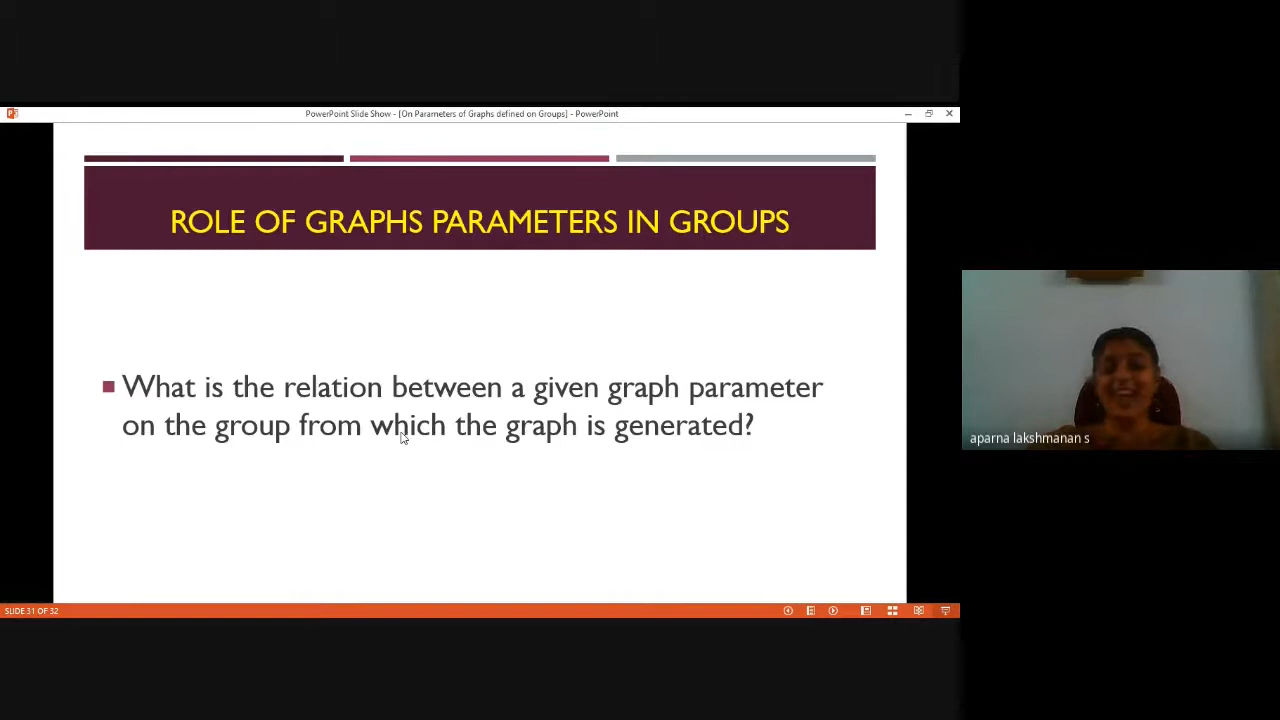 PowerPoint Slide Show - [On Parameters of Graphs defined on Groups] - PowerPoint
ROLE OF GRAPHS PARAMETERS IN GROUPS
What is the relation between a given graph parameter
on the group from which the graph is generated?
aparna lakshmanan s
SLIDE 31 OF 32